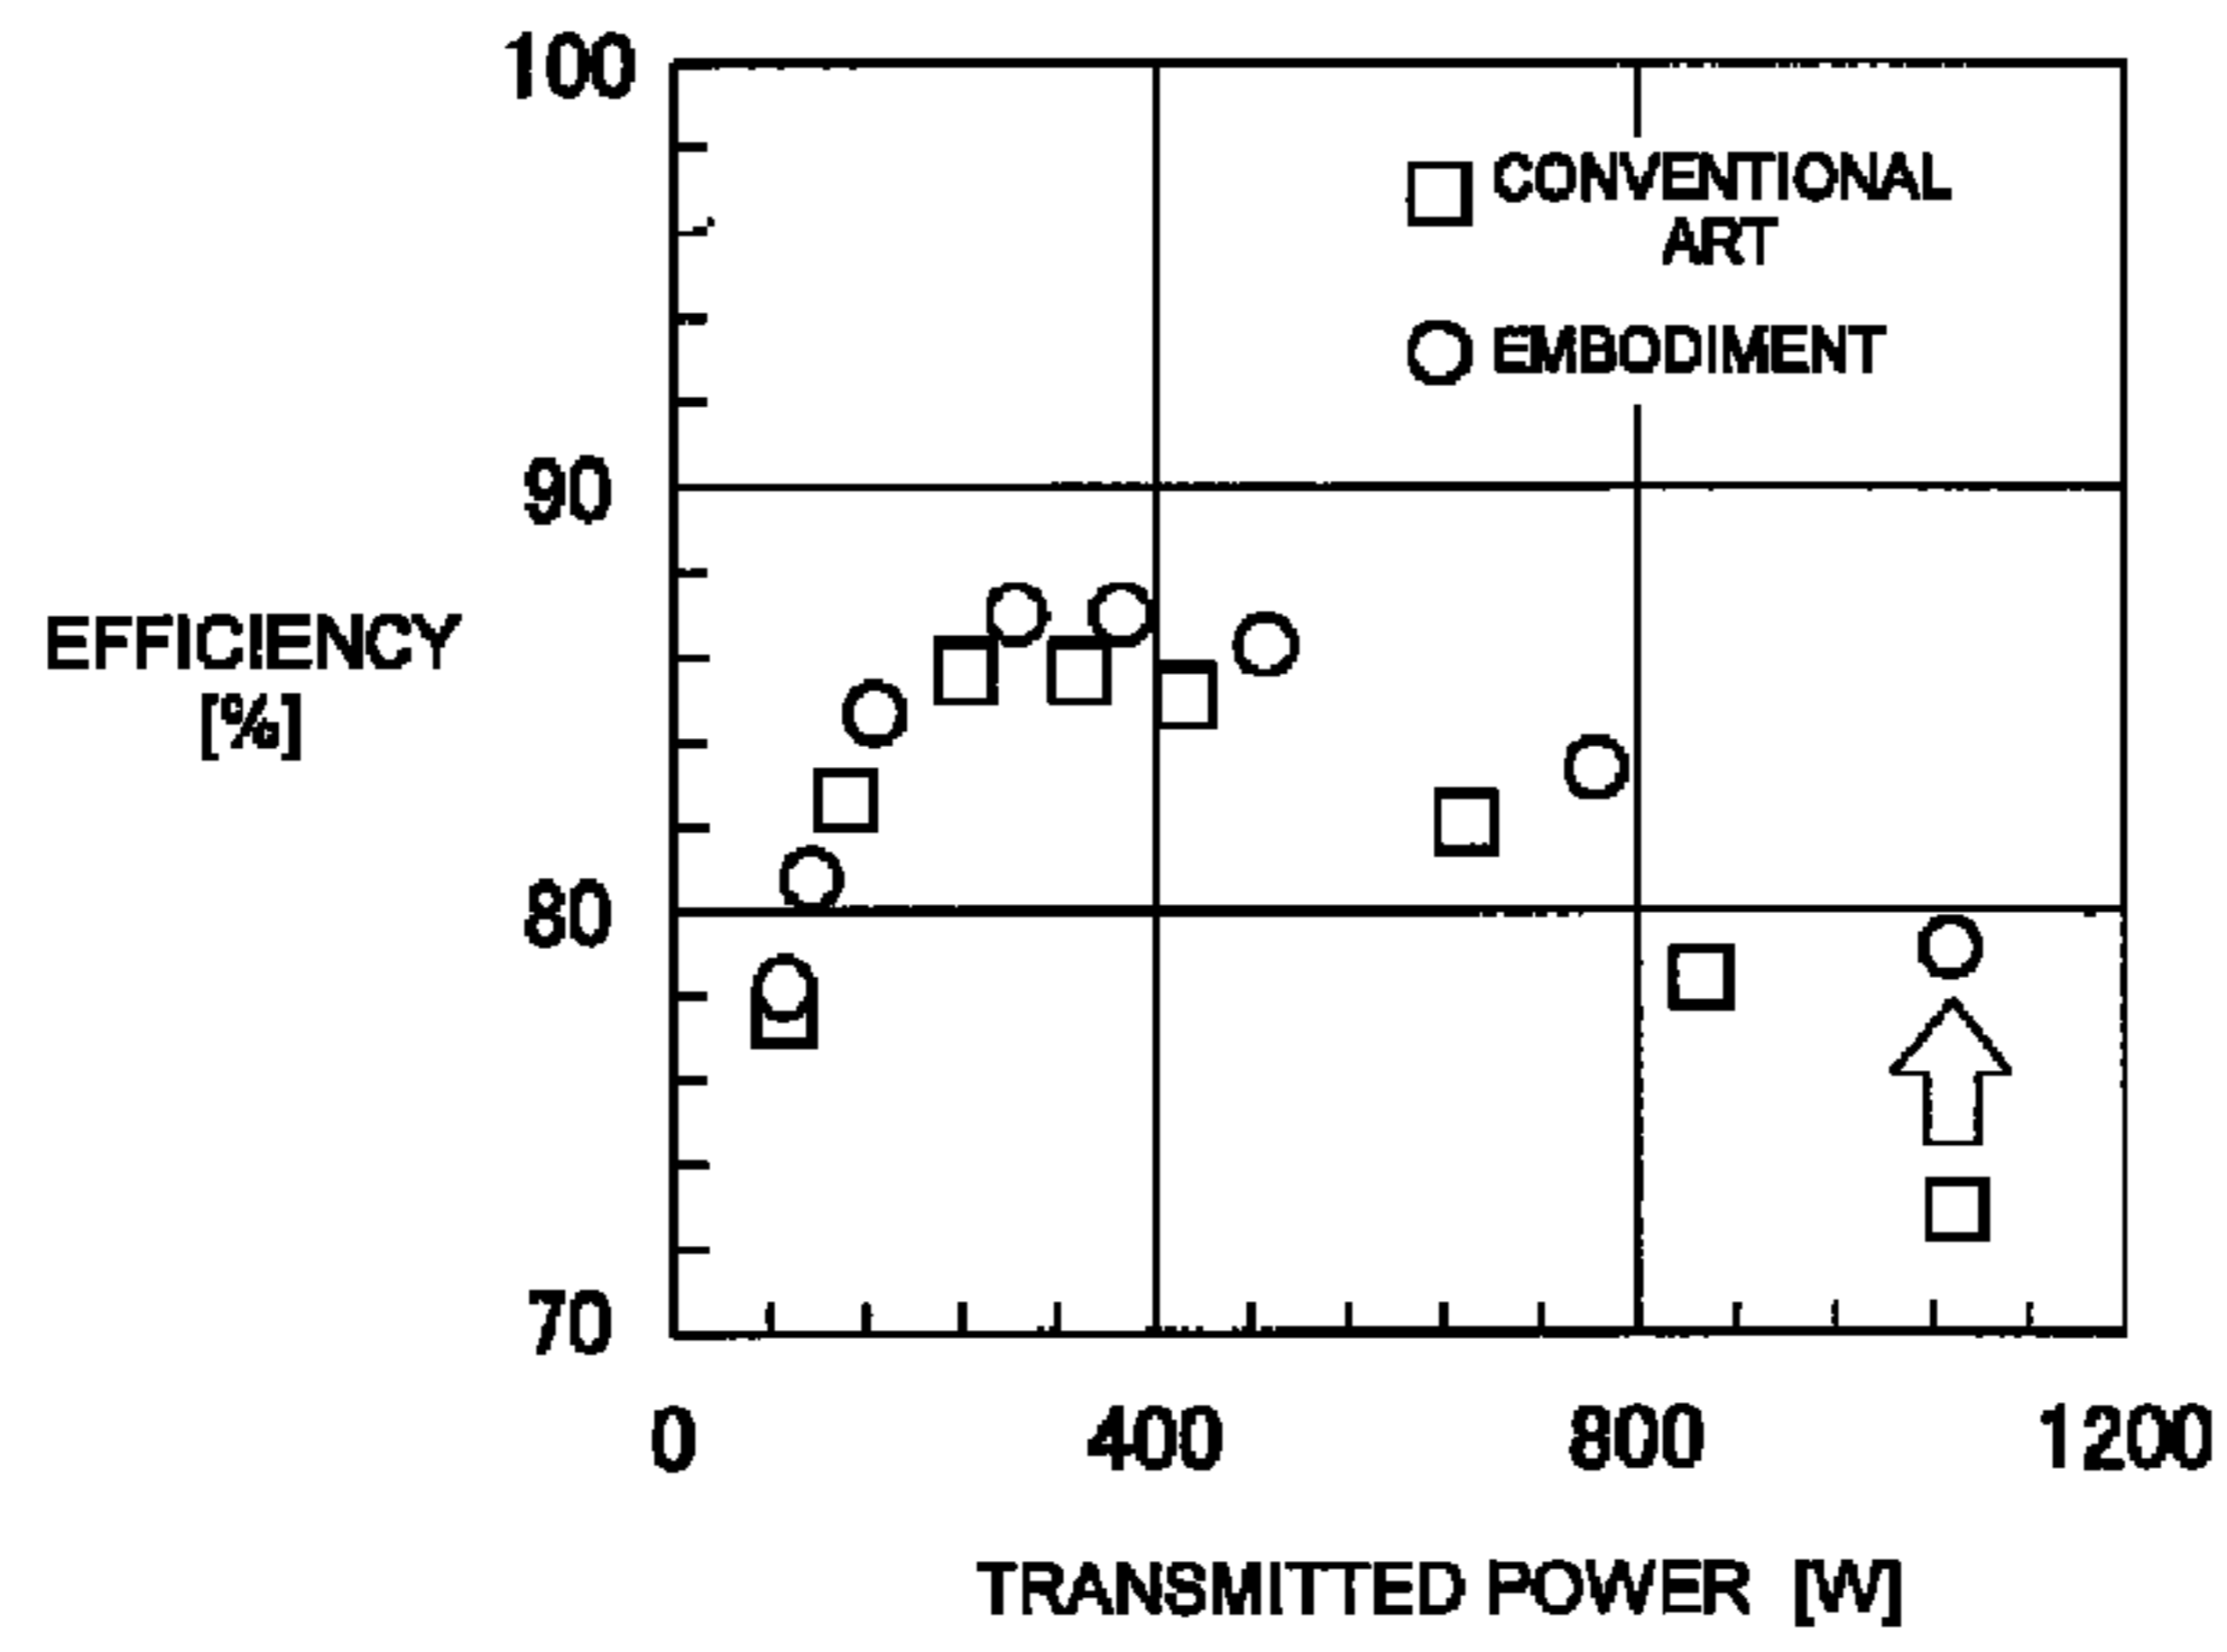 100
CONVENTIONAL
ART
EMBODIMENT
90
EFFICIENCY
[%]
80
70
0 400 800 1200
TRANSMITTED POWER [W]